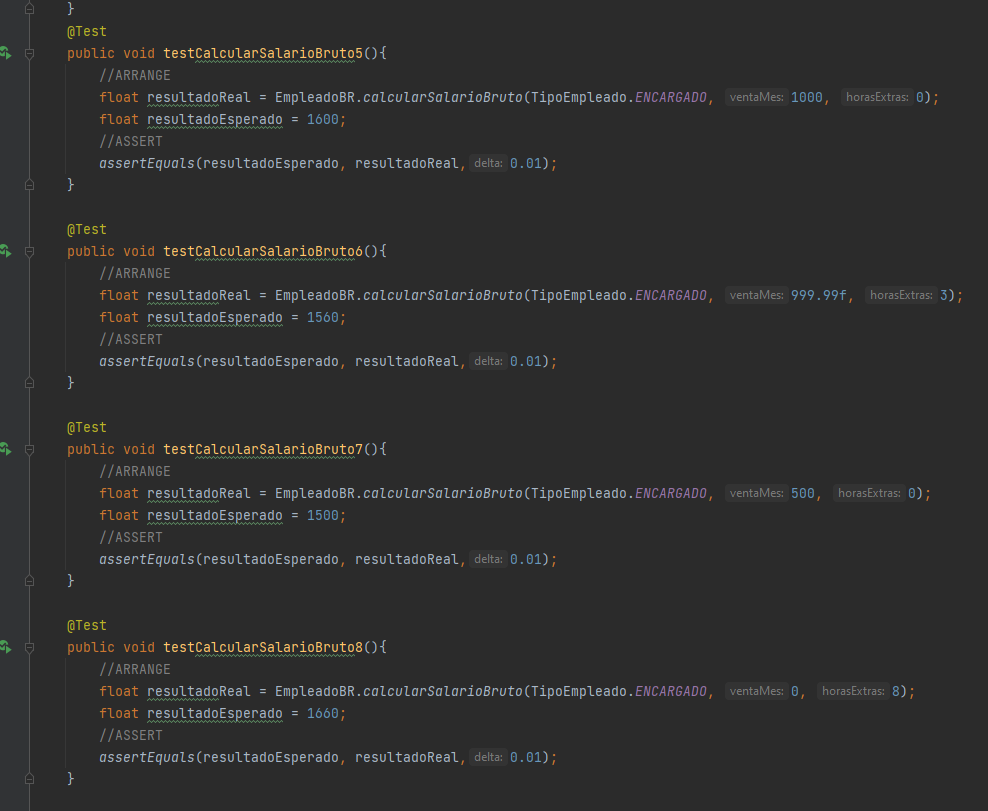 }
@Test
public void testCalcularSalarioBruto5(){
//ARRANGE
float resultadoReal = EmpleadoBR.calcularSalarioBruto(TipoEmpleado.ENCARGADO, ventaMes: 1000, horasExtras: 0);
float resultadoEsperado = 1600;
//ASSERT
assertEquals(resultadoEsperado, resultadoReal, delta: 0.01);
}
@Test
public void testCalcularSalarioBruto6(){
//ARRANGE
float resultadoReal = EmpleadoBR.calcularSalarioBruto(TipoEmpleado.ENCARGADO, ventaMes: 999.99f, horasExtras: 3);
float resultadoEsperado = 1560;
//ASSERT
assertEquals(resultadoEsperado, resultadoReal, delta: 0.01);
}
@Test
public void testCalcularSalarioBruto7(){
//ARRANGE
float resultadoReal = EmpleadoBR.calcularSalarioBruto(TipoEmpleado.ENCARGADO, ventaMes: 500, horasExtras: 0);
float resultadoEsperado = 1500;
//ASSERT
assertEquals(resultadoEsperado, resultadoReal, delta: 0.01);
}
@Test
public void testCalcularSalarioBruto8(){
//ARRANGE
float resultadoReal = EmpleadoBR.calcularSalarioBruto(TipoEmpleado.ENCARGADO, ventaMes: 0, horasExtras: 8);
float resultadoEsperado = 1660;
//ASSERT
assertEquals(resultadoEsperado, resultadoReal, delta: 0.01);
}